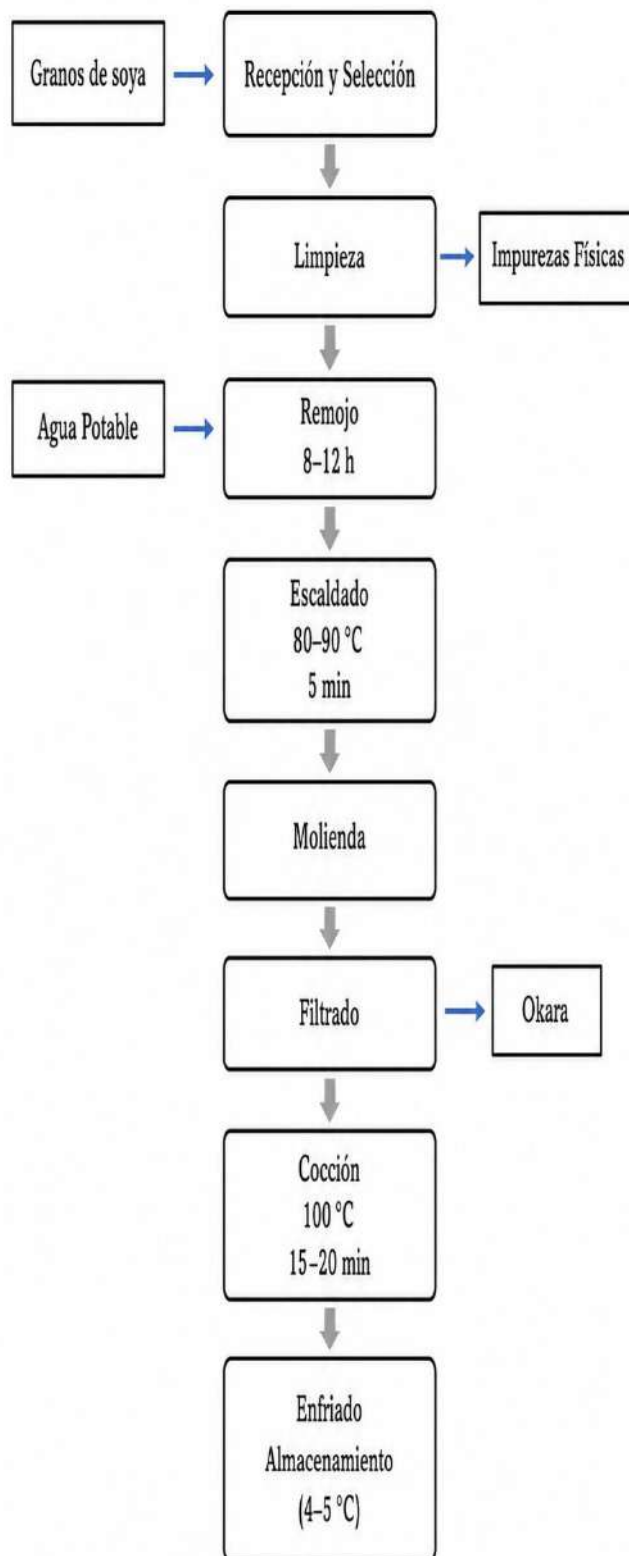 Granos de soya
Recepción y Selección
Limpieza
Impurezas Físicas
Agua Potable
Remojo
8–12 h
Escaldado
80–90 °C
5 min
Molienda
Filtrado
Okara
Cocción
100 °C
15–20 min
Enfriado
Almacenamiento
(4–5 °C)